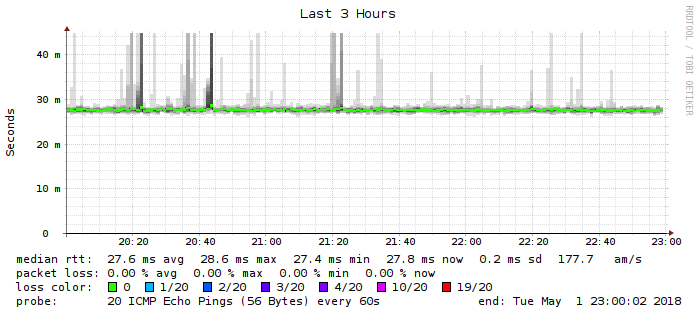 Last 3 Hours
RRDTOOL / TOBI OETIKER
Seconds
40 m
30 m
20 m
10 m
0
20:20 20:40 21:00 21:20 21:40 22:00 22:20 22:40 23:00
median rtt: 27.6 ms avg 28.6 ms max 27.4 ms min 27.8 ms now 0.2 ms sd 177.7 am/s
packet loss: 0.00 % avg 0.00 % max 0.00 % min 0.00 % now
loss color: 0 1/20 2/20 3/20 4/20 10/20 19/20
probe: 20 ICMP Echo Pings (56 Bytes) every 60s end: Tue May 1 23:00:02 2018